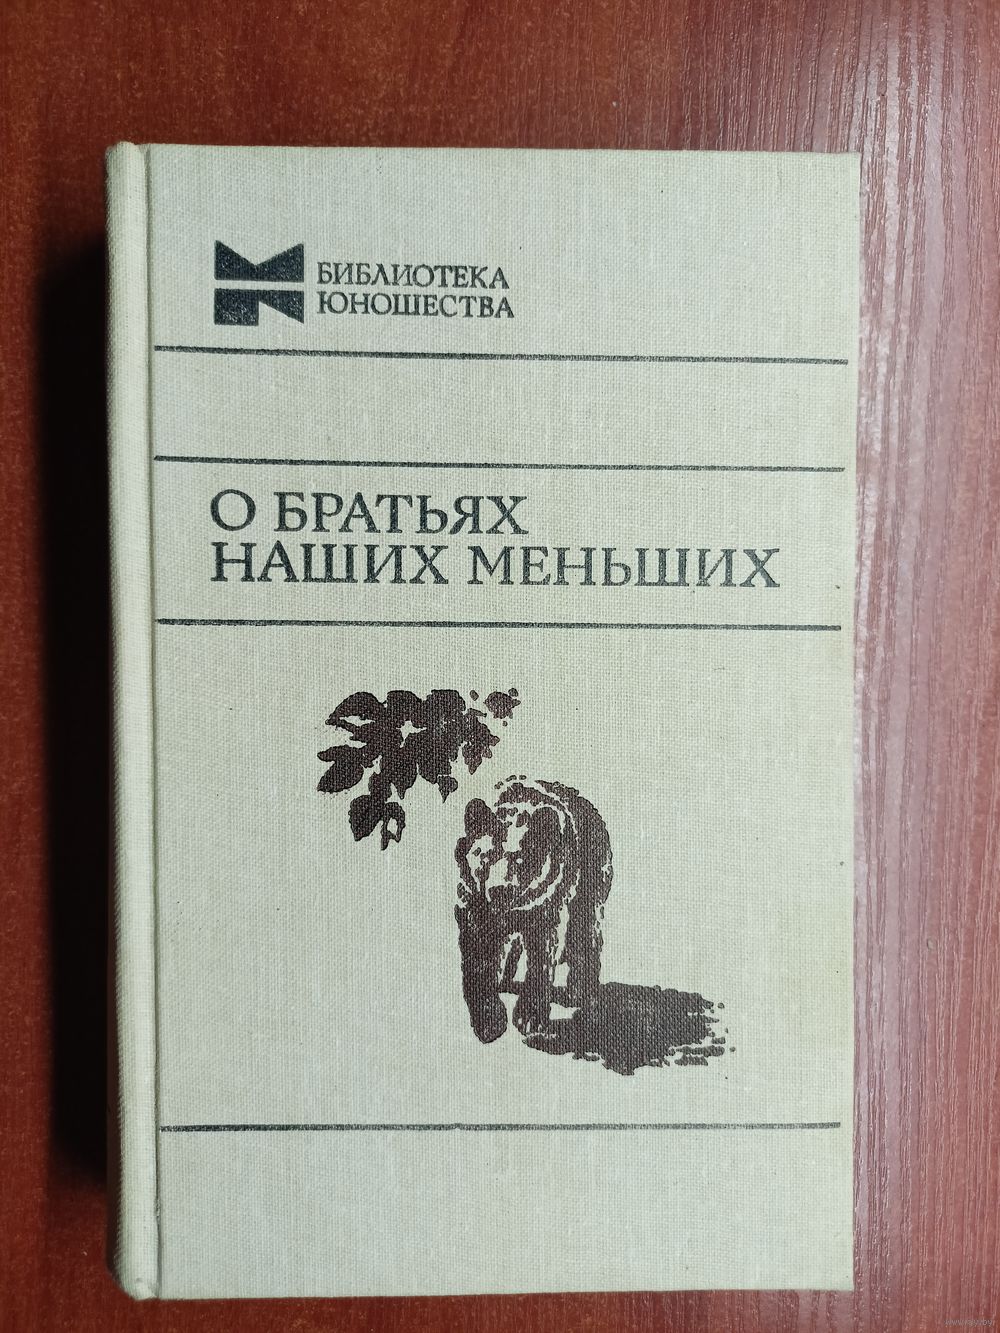 БИБЛИОТЕКА
ЮНОШЕСТВА
О БРАТЬЯХ
НАШИХ МЕНЬШИХ